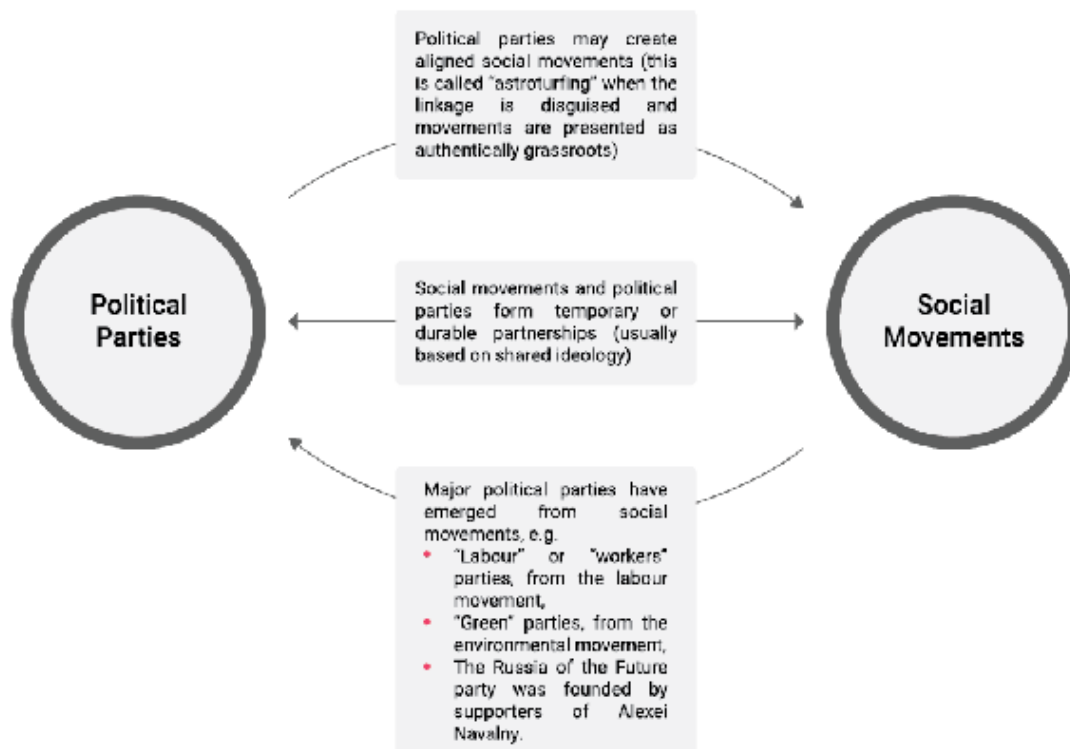 Political parties may create
aligned social movements (this
is called "astroturfing" when the
linkage is disguised and
movements are presented as
authentically grassroots)
Political
Parties
Social movements and political
parties form temporary or
durable partnerships (usually
based on shared ideology)
Social
Movements
Major political parties have
emerged from social
movements, e.g.
• "Labour" or "workers"
parties, from the labour
movement,
• "Green" parties, from the
environmental movement,
• The Russia of the Future
party was founded by
supporters of Alexei
Navalny.